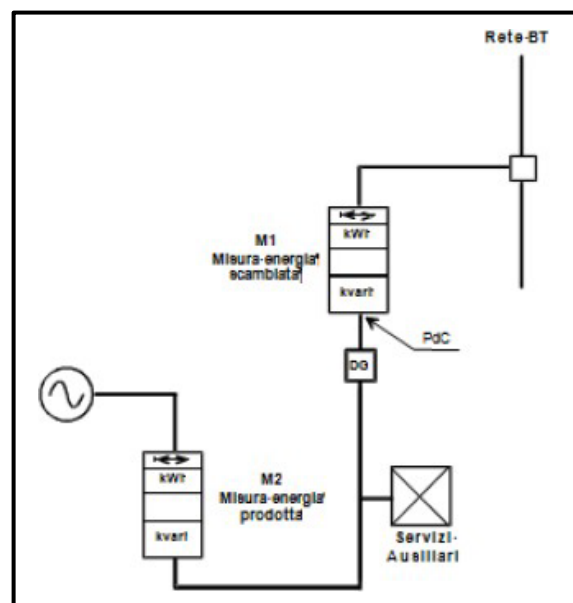 Rete-BT
M1
Misura-energia
scambiata
kWh
kvarh
PdC
DG
kWh
kvarh
M2
Misura-energia
prodotta
Servizi-
Ausiliari